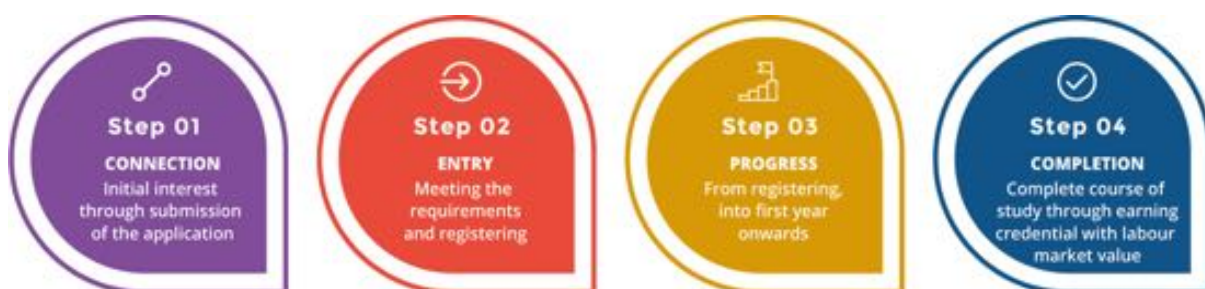 Step 01
CONNECTION
Initial interest
through submission
of the application
Step 02
ENTRY
Meeting the
requirements
and registering
Step 03
PROGRESS
From registering,
into first year
onwards
Step 04
COMPLETION
Complete course of
study through earning
credential with labour
market value